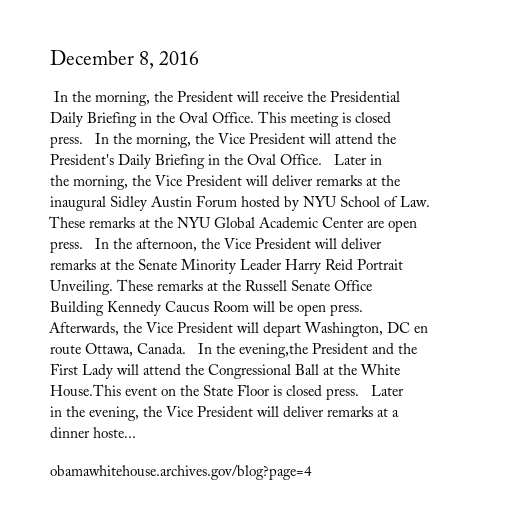 December 8, 2016
In the morning, the President will receive the Presidential
Daily Briefing in the Oval Office. This meeting is closed
press.   In the morning, the Vice President will attend the
President's Daily Briefing in the Oval Office.   Later in
the morning, the Vice President will deliver remarks at the
inaugural Sidley Austin Forum hosted by NYU School of Law.
These remarks at the NYU Global Academic Center are open
press.   In the afternoon, the Vice President will deliver
remarks at the Senate Minority Leader Harry Reid Portrait
Unveiling. These remarks at the Russell Senate Office
Building Kennedy Caucus Room will be open press.
Afterwards, the Vice President will depart Washington, DC en
route Ottawa, Canada.   In the evening,the President and the
First Lady will attend the Congressional Ball at the White
House.This event on the State Floor is closed press.   Later
in the evening, the Vice President will deliver remarks at a
dinner hoste...
obamawhitehouse.archives.gov/blog?page=4